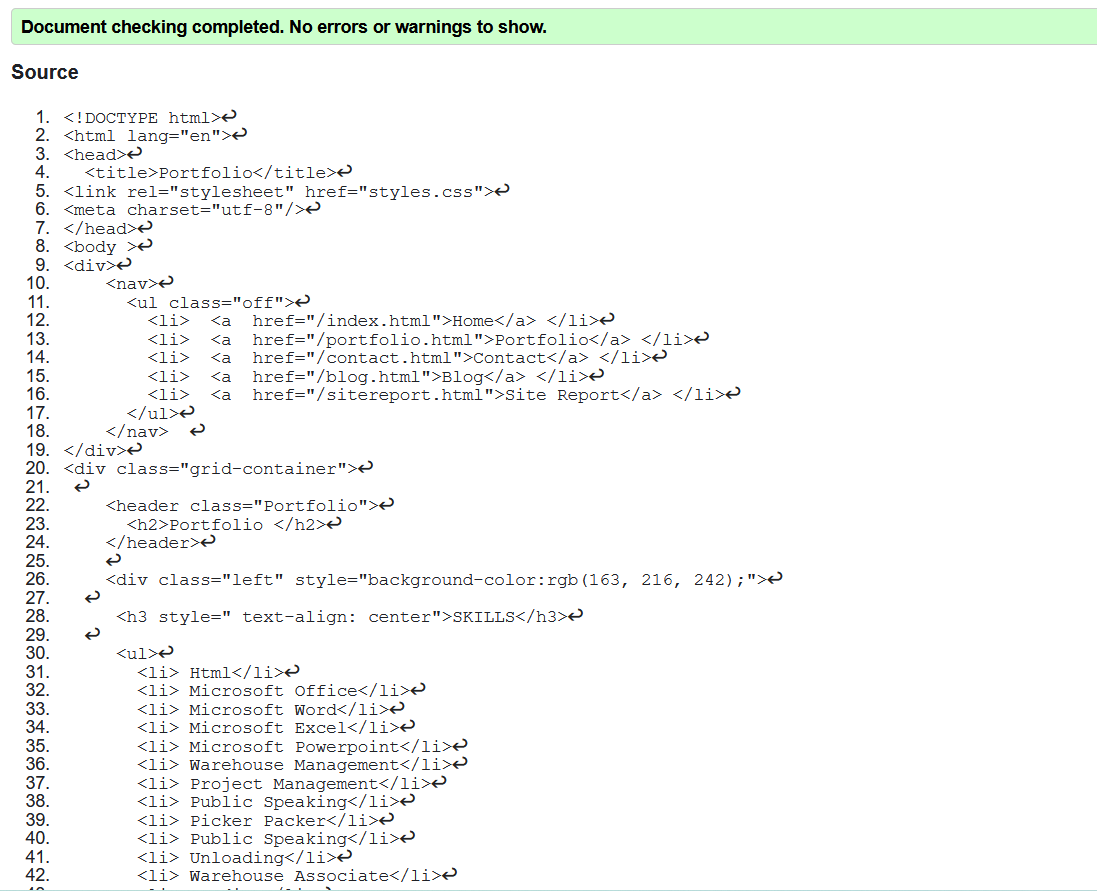 Document checking completed. No errors or warnings to show.
Source
1. <!DOCTYPE html>↩
2. <html lang="en">↩
3. <head>↩
4.   <title>Portfolio</title>↩
5. <link rel="stylesheet" href="styles.css">↩
6. <meta charset="utf-8"/>↩
7. </head>↩
8. <body >↩
9. <div>↩
10.     <nav>↩
11.       <ul class="off">↩
12.         <li>  <a  href="/index.html">Home</a> </li>↩
13.         <li>  <a  href="/portfolio.html">Portfolio</a> </li>↩
14.         <li>  <a  href="/contact.html">Contact</a> </li>↩
15.         <li>  <a  href="/blog.html">Blog</a> </li>↩
16.         <li>  <a  href="/sitereport.html">Site Report</a> </li>↩
17.       </ul>↩
18.     </nav>  ↩
19. </div>↩
20. <div class="grid-container">↩
21.  ↩
22.     <header class="Portfolio">↩
23.       <h2>Portfolio </h2>↩
24.     </header>↩
25.     ↩
26.     <div class="left" style="background-color:rgb(163, 216, 242);">↩
27.   ↩
28.      <h3 style=" text-align: center">SKILLS</h3>↩
29.   ↩
30.      <ul>↩
31.        <li> Html</li>↩
32.        <li> Microsoft Office</li>↩
33.        <li> Microsoft Word</li>↩
34.        <li> Microsoft Excel</li>↩
35.        <li> Microsoft Powerpoint</li>↩
36.        <li> Warehouse Management</li>↩
37.        <li> Project Management</li>↩
38.        <li> Public Speaking</li>↩
39.        <li> Picker Packer</li>↩
40.        <li> Public Speaking</li>↩
41.        <li> Unloading</li>↩
42.        <li> Warehouse Associate</li>↩